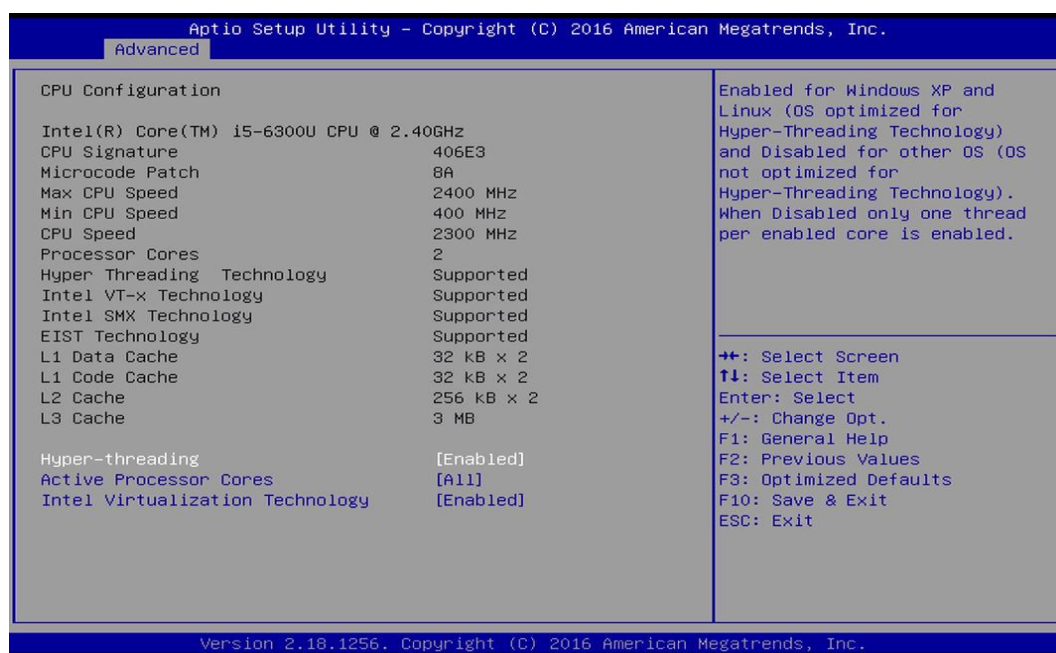 Aptio Setup Utility – Copyright (C) 2016 American Megatrends, Inc.
Advanced
CPU Configuration
Intel(R) Core(TM) i5-6300U CPU @ 2.40GHz
CPU Signature 406E3
Microcode Patch 8A
Max CPU Speed 2400 MHz
Min CPU Speed 400 MHz
CPU Speed 2300 MHz
Processor Cores 2
Hyper Threading Technology Supported
Intel VT-x Technology Supported
Intel SMX Technology Supported
EIST Technology Supported
L1 Data Cache 32 kB x 2
L1 Code Cache 32 kB x 2
L2 Cache 256 kB x 2
L3 Cache 3 MB
Hyper-threading [Enabled]
Active Processor Cores [All]
Intel Virtualization Technology [Enabled]
Enabled for Windows XP and
Linux (OS optimized for
Hyper-Threading Technology)
and Disabled for other OS (OS
not optimized for
Hyper-Threading Technology).
When Disabled only one thread
per enabled core is enabled.
→←: Select Screen
↑↓: Select Item
Enter: Select
+/-: Change Opt.
F1: General Help
F2: Previous Values
F3: Optimized Defaults
F10: Save & Exit
ESC: Exit
Version 2.18.1256. Copyright (C) 2016 American Megatrends, Inc.